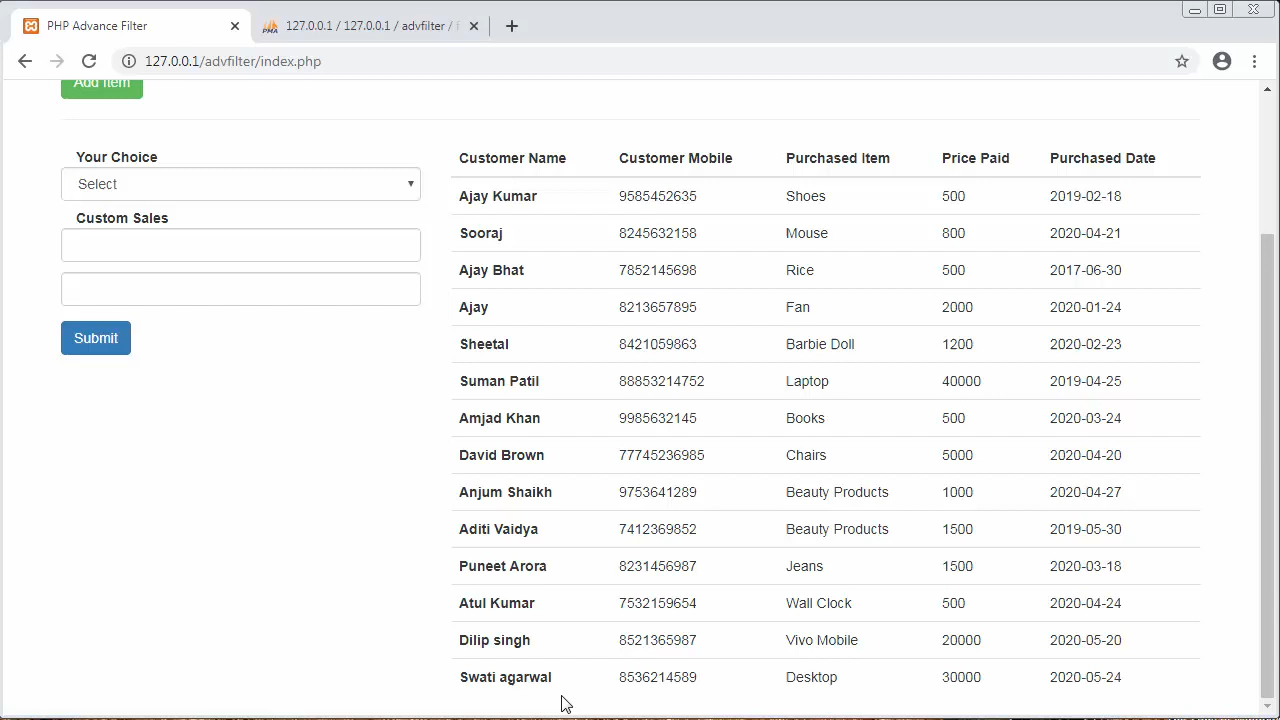 PHP Advance Filter
127.0.0.1 / 127.0.0.1 / advfilter /
127.0.0.1/advfilter/index.php
Add Item
Your Choice
Select
Custom Sales
Submit
Customer Name Customer Mobile Purchased Item Price Paid Purchased Date
Ajay Kumar 9585452635 Shoes 500 2019-02-18
Sooraj 8245632158 Mouse 800 2020-04-21
Ajay Bhat 7852145698 Rice 500 2017-06-30
Ajay 8213657895 Fan 2000 2020-01-24
Sheetal 8421059863 Barbie Doll 1200 2020-02-23
Suman Patil 88853214752 Laptop 40000 2019-04-25
Amjad Khan 9985632145 Books 500 2020-03-24
David Brown 77745236985 Chairs 5000 2020-04-20
Anjum Shaikh 9753641289 Beauty Products 1000 2020-04-27
Aditi Vaidya 7412369852 Beauty Products 1500 2019-05-30
Puneet Arora 8231456987 Jeans 1500 2020-03-18
Atul Kumar 7532159654 Wall Clock 500 2020-04-24
Dilip singh 8521365987 Vivo Mobile 20000 2020-05-20
Swati agarwal 8536214589 Desktop 30000 2020-05-24